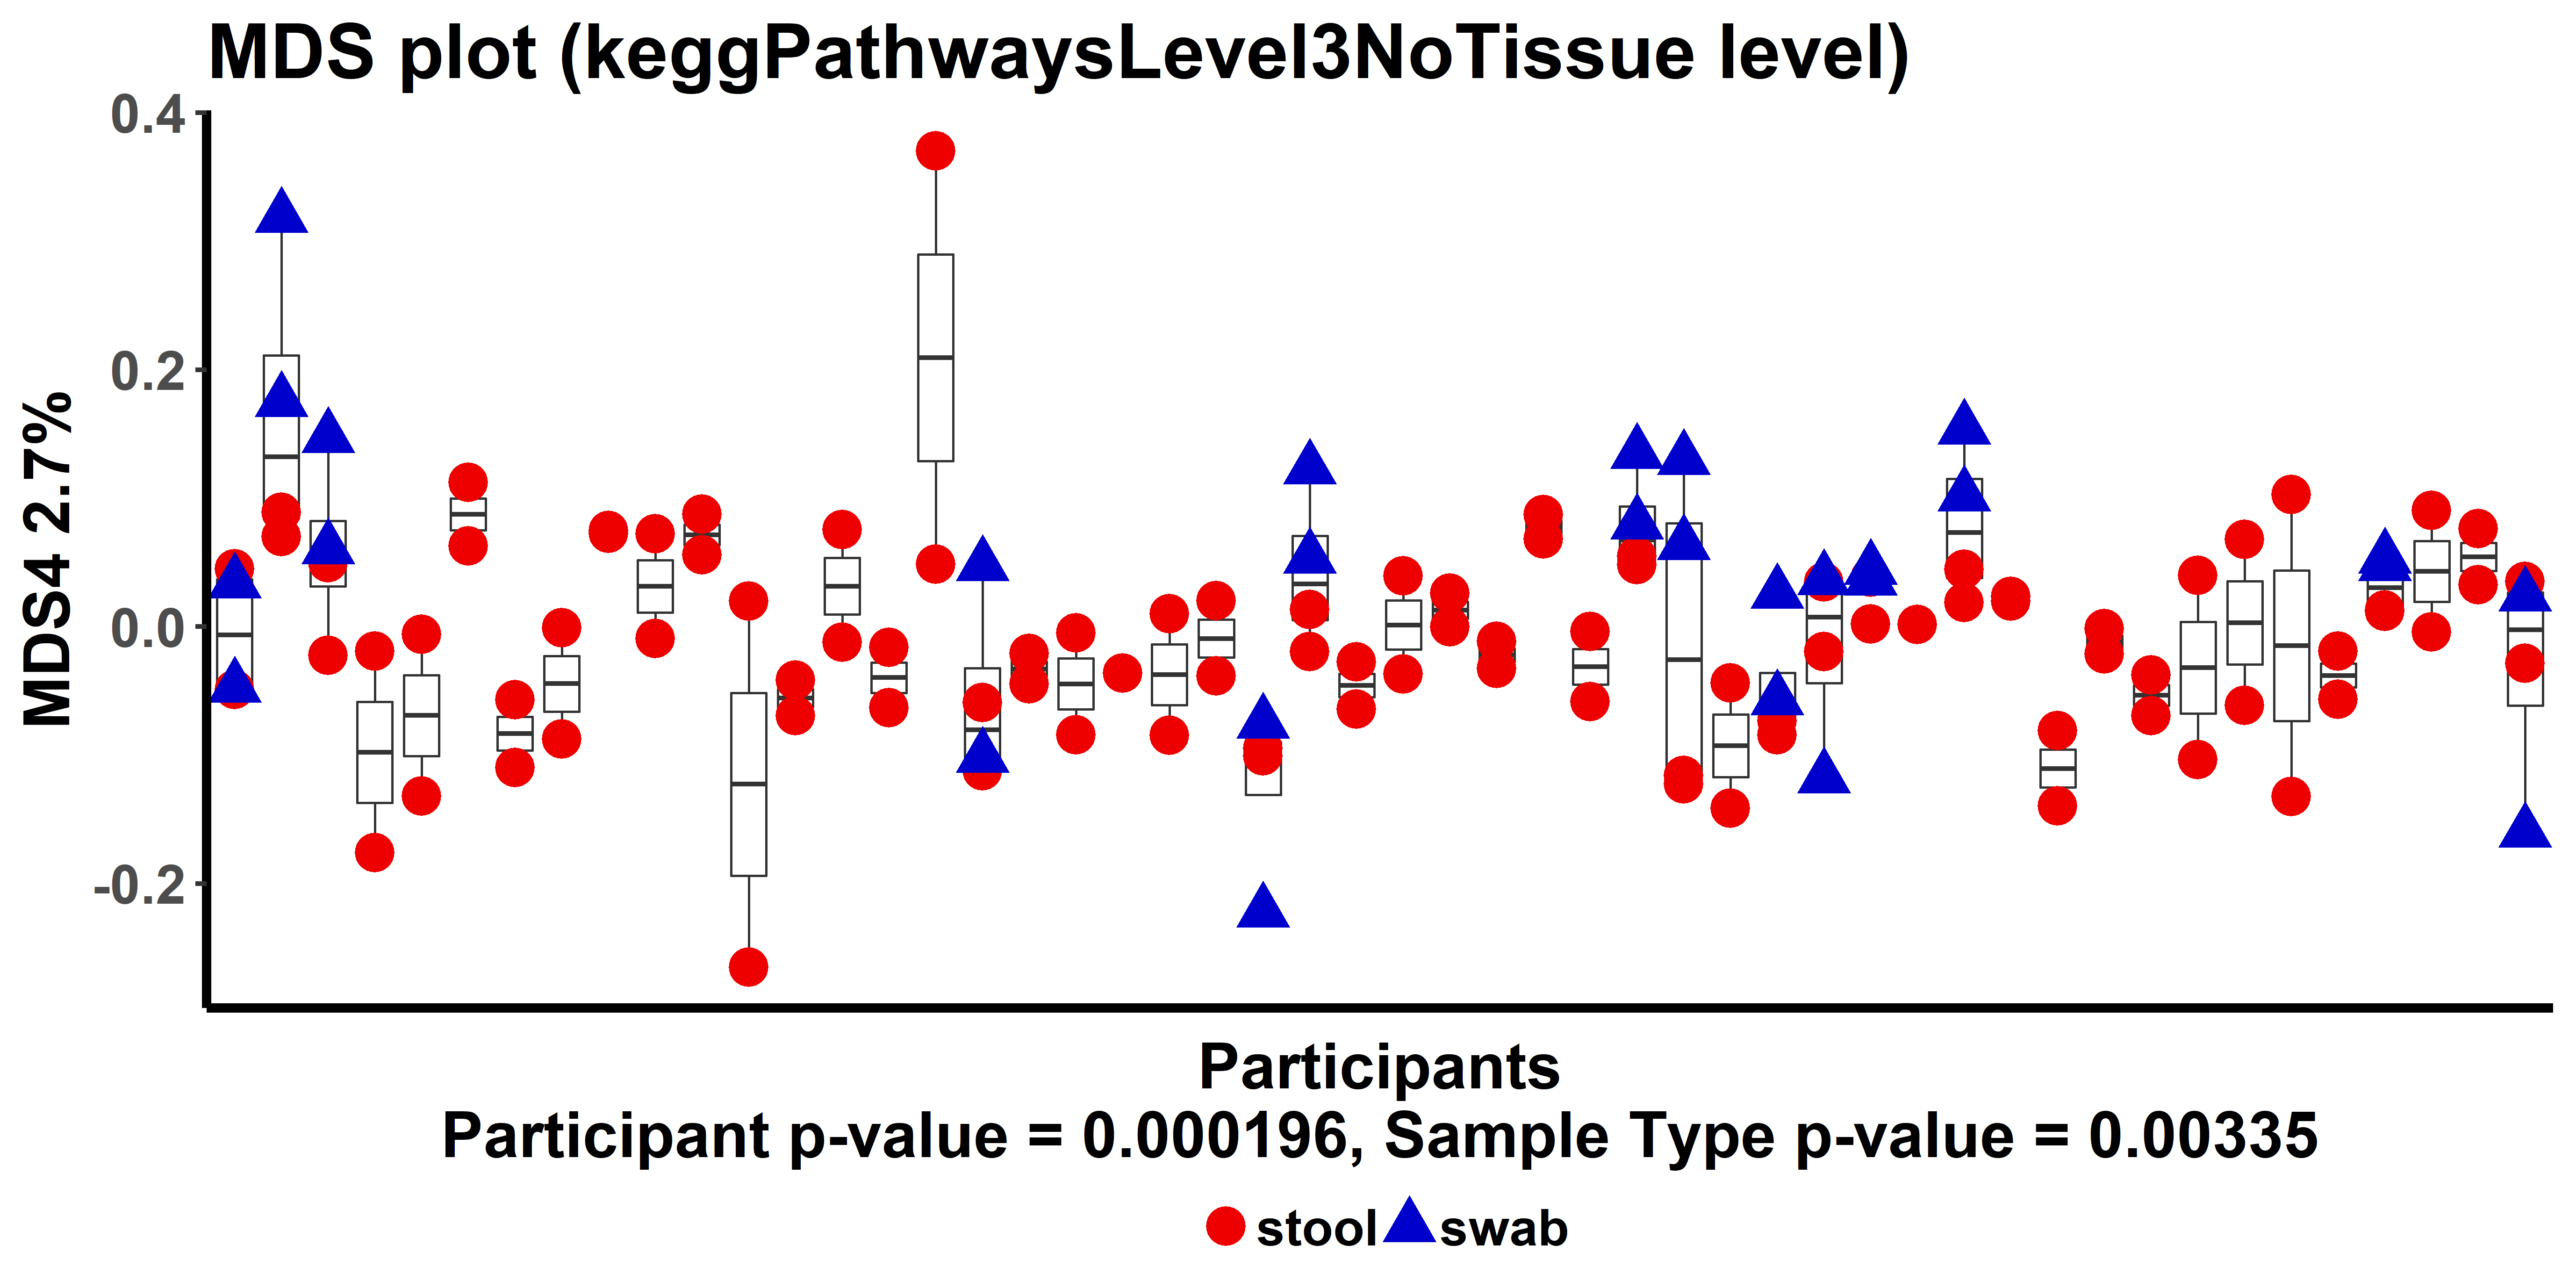 MDS plot (keggPathwaysLevel3NoTissue level)
0.4
0.2
0.0
-0.2
MDS4 2.7%
Participants
Participant p-value = 0.000196, Sample Type p-value = 0.00335
stool swab